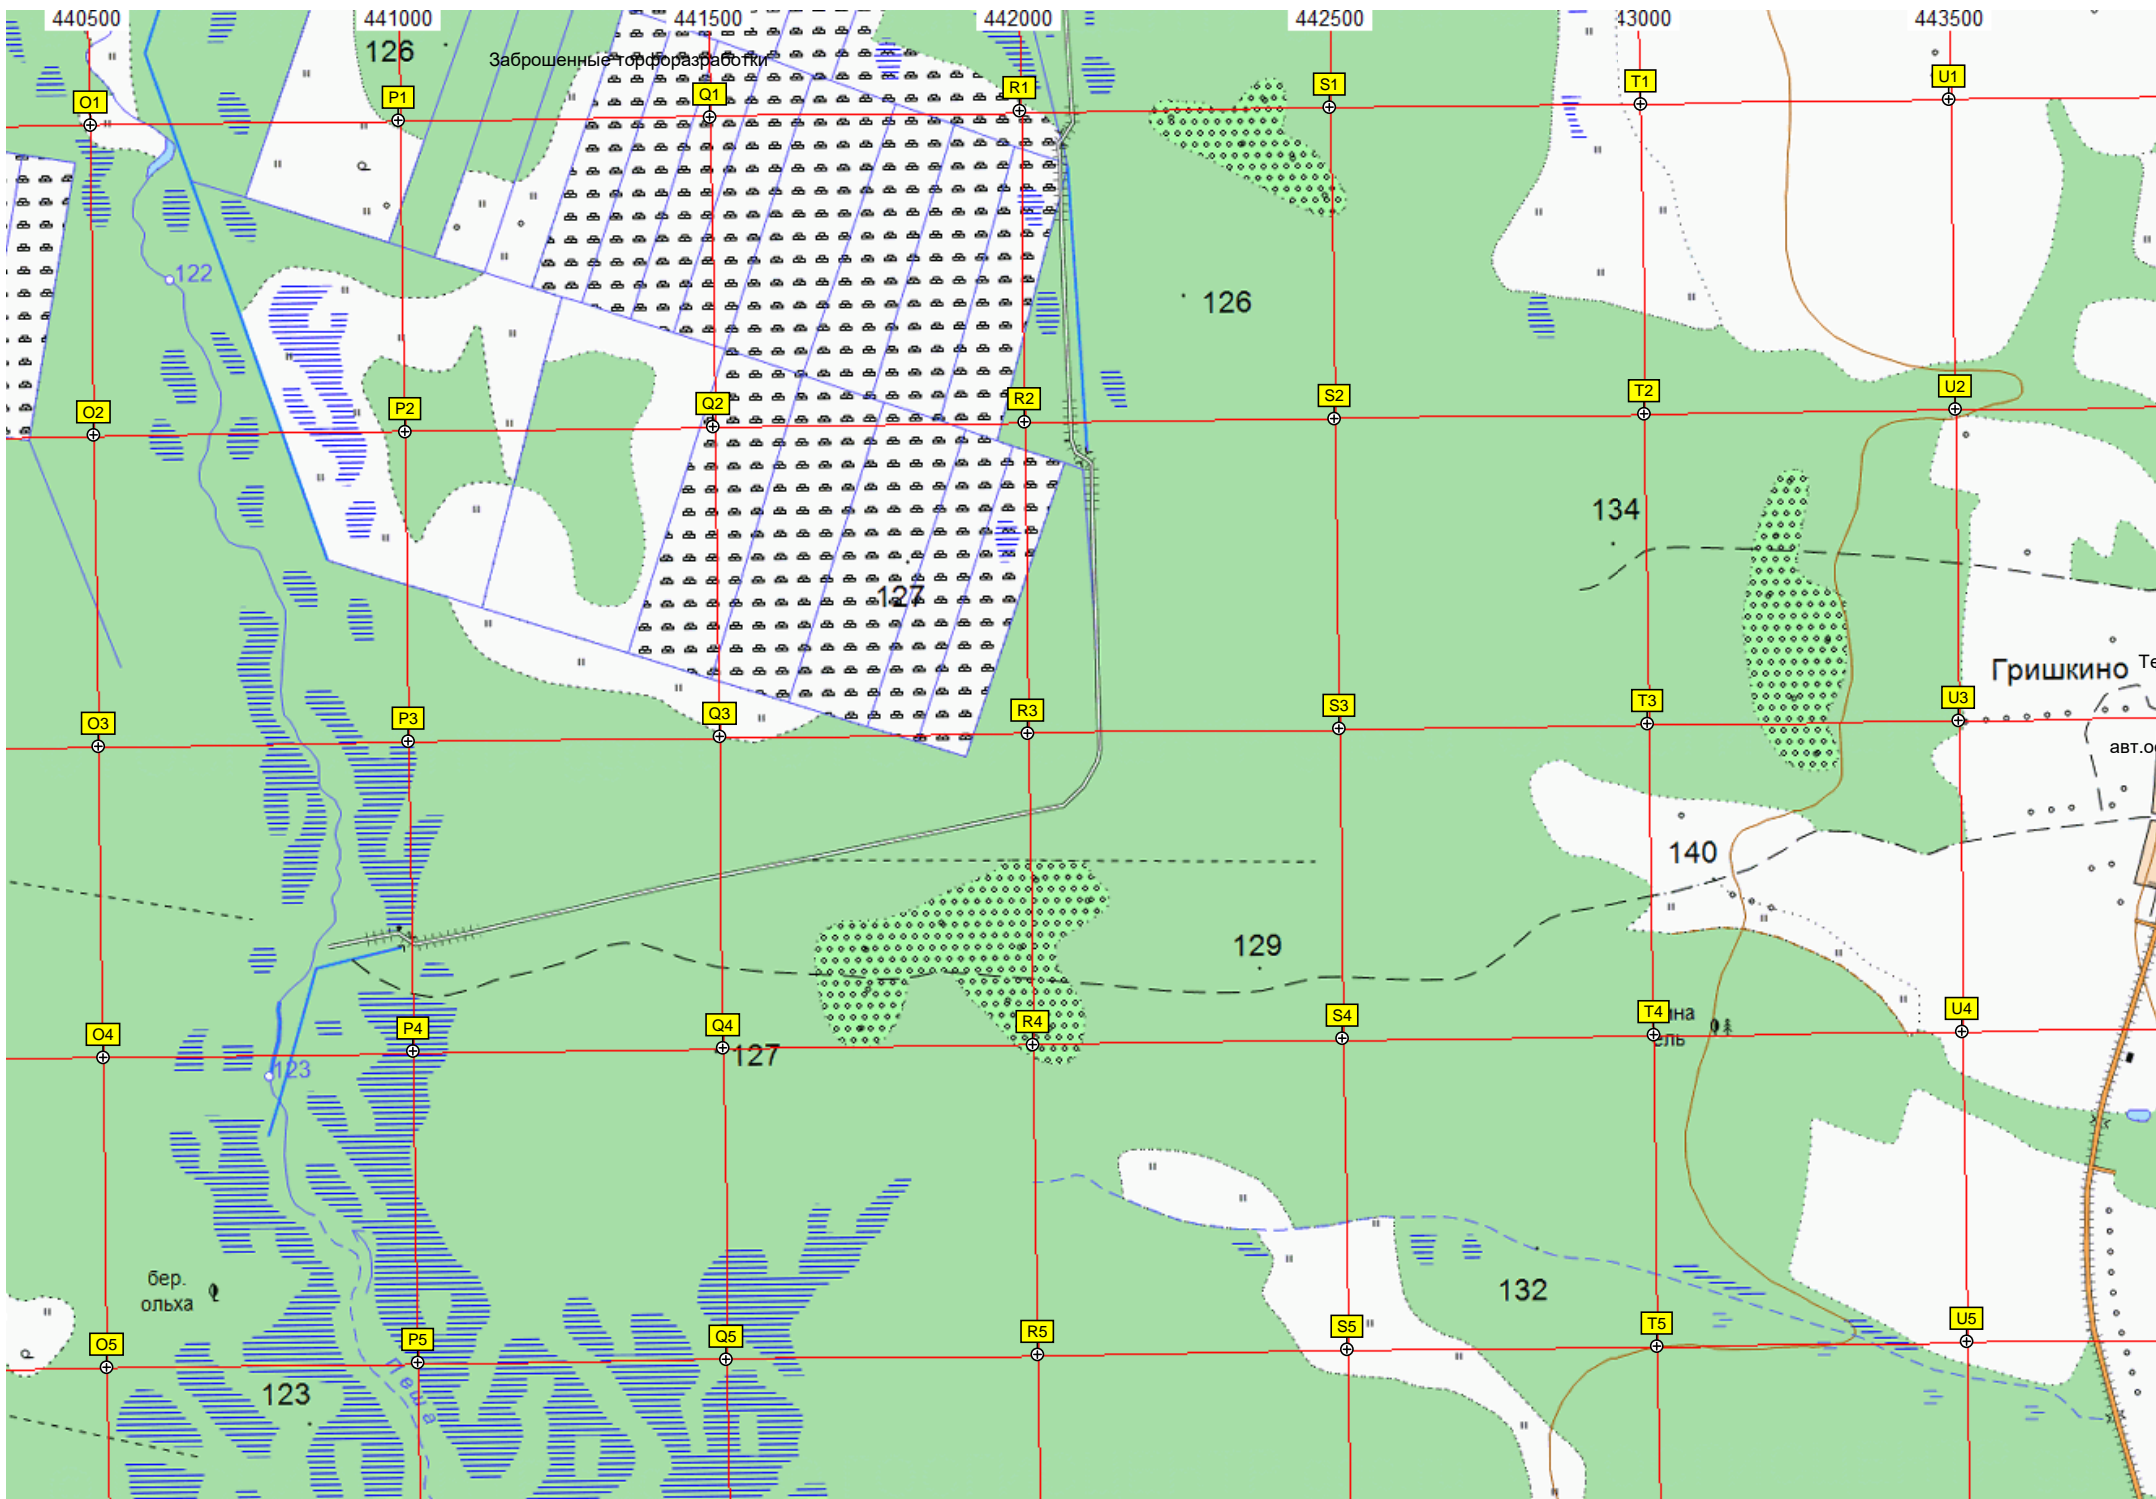 440500 441000 441500 442000 442500 43000 443500
126
Заброшенные торфоразработки
O1 P1 Q1 R1 S1 T1 U1
122
126
O2 P2 Q2 R2 S2 T2 U2
134
127
Гришкино
O3 P3 Q3 R3 S3 T3 U3
140
129
O4 P4 Q4 R4 S4 T4 U4
ель
127
123
бер.
ольха
132
O5 P5 Q5 R5 S5 T5 U5
123
Пеша